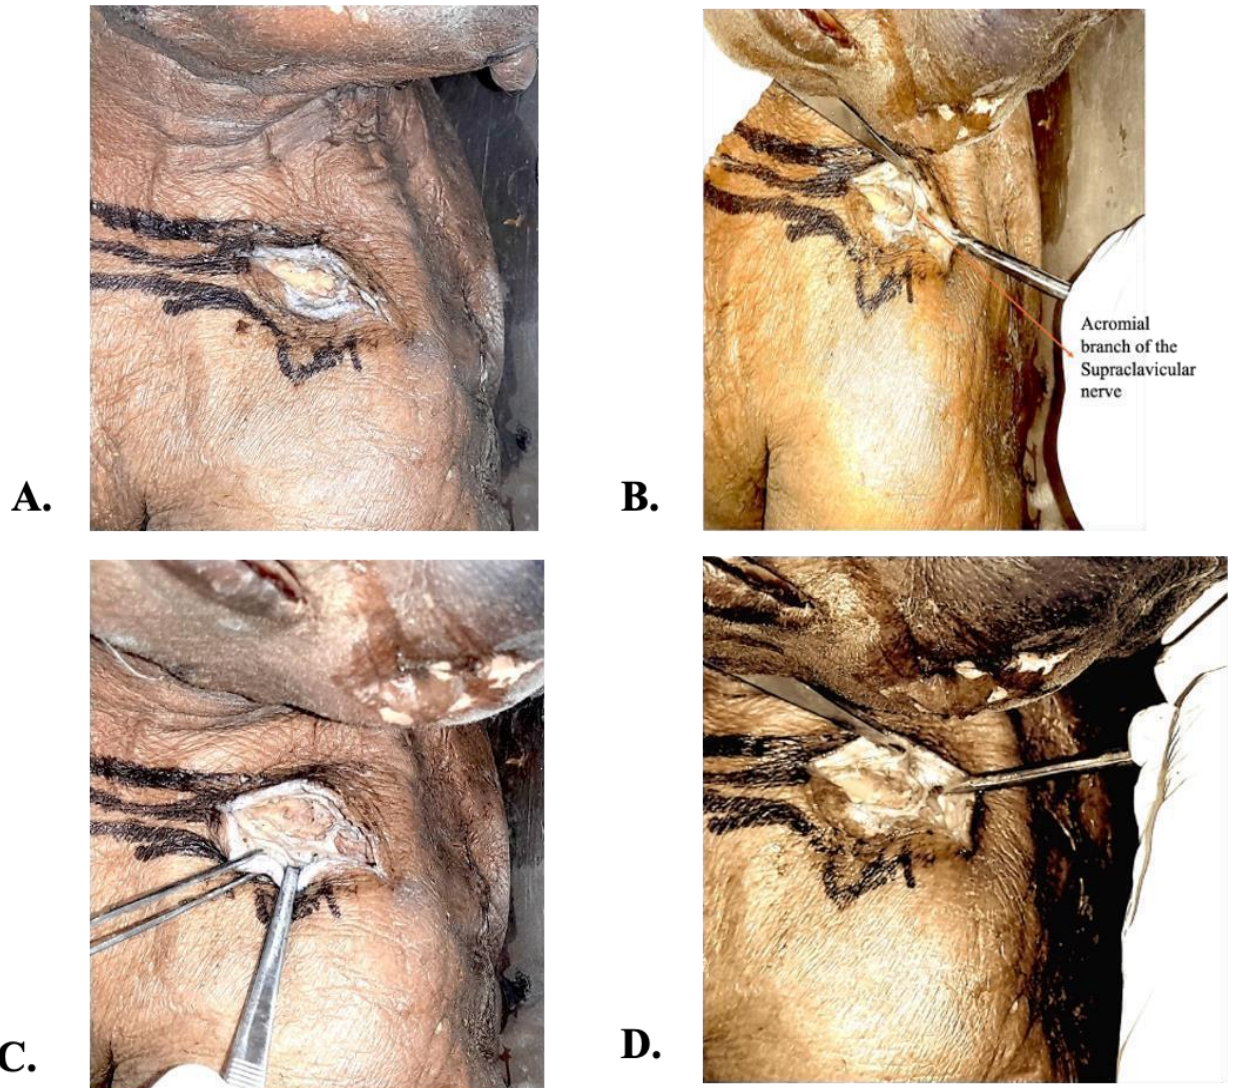 A.
B.
Acromial
branch of the
Supraclavicular
nerve
C.
D.